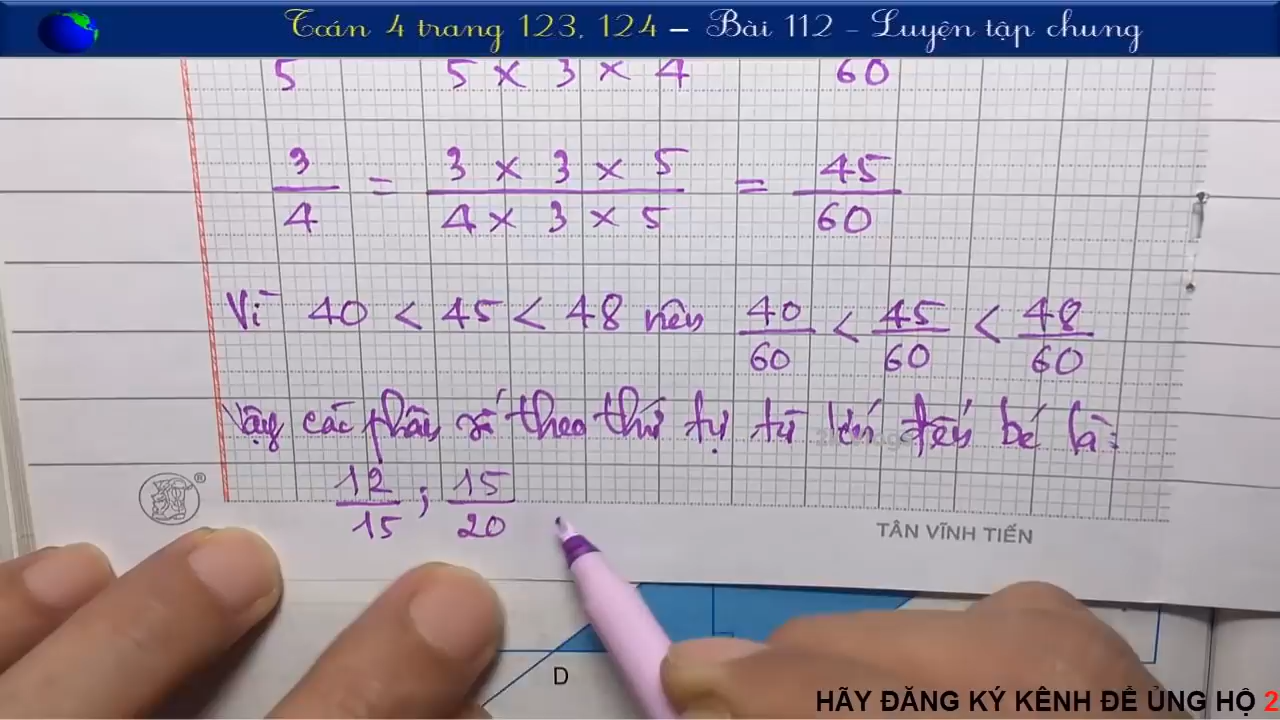 Toán 4 trang 123, 124 – Bài 112 - Luyện tập chung
5 5 x 3 x 4 60
3/4 = 3 x 3 x 5 / 4 x 3 x 5 = 45/60
Vì 40 < 45 < 48 nên 40/60 < 45/60 < 48/60
Vậy các phân số theo thứ tự từ lớn đến bé là:
12/15 ; 15/20
®
TÂN VĨNH TIẾN
D
HÃY ĐĂNG KÝ KÊNH ĐỂ ỦNG HỘ 2